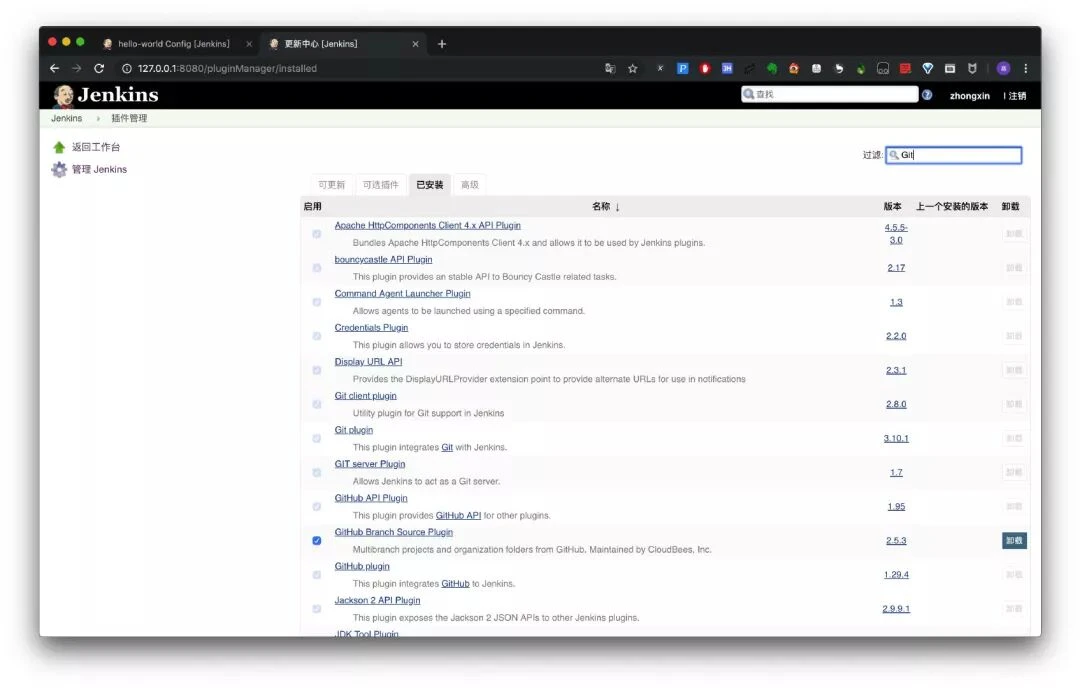 hello-world Config [Jenkins]
更新中心 [Jenkins]
127.0.0.1:8080/pluginManager/installed
Jenkins
查找
zhongxin
注销
Jenkins
插件管理
返回工作台
管理 Jenkins
过滤:
Git
可更新
可选插件
已安装
高级
启用
名称 ↓
版本
上一个安装的版本
卸载
Apache HttpComponents Client 4.x API Plugin
Bundles Apache HttpComponents Client 4.x and allows it to be used by Jenkins plugins.
4.5.5-
3.0
卸载
bouncycastle API Plugin
This plugin provides an stable API to Bouncy Castle related tasks.
2.17
卸载
Command Agent Launcher Plugin
Allows agents to be launched using a specified command.
1.3
卸载
Credentials Plugin
This plugin allows you to store credentials in Jenkins.
2.2.0
卸载
Display URL API
Provides the DisplayURLProvider extension point to provide alternate URLs for use in notifications
2.3.1
卸载
Git client plugin
Utility plugin for Git support in Jenkins
2.8.0
卸载
Git plugin
This plugin integrates Git with Jenkins.
3.10.1
卸载
GIT server Plugin
Allows Jenkins to act as a Git server.
1.7
卸载
GitHub API Plugin
This plugin provides GitHub API for other plugins.
1.95
卸载
GitHub Branch Source Plugin
Multibranch projects and organization folders from GitHub. Maintained by CloudBees, Inc.
2.5.3
卸载
GitHub plugin
This plugin integrates GitHub to Jenkins.
1.29.4
卸载
Jackson 2 API Plugin
This plugin exposes the Jackson 2 JSON APIs to other Jenkins plugins.
2.9.9.1
卸载
JDK Tool Plugin